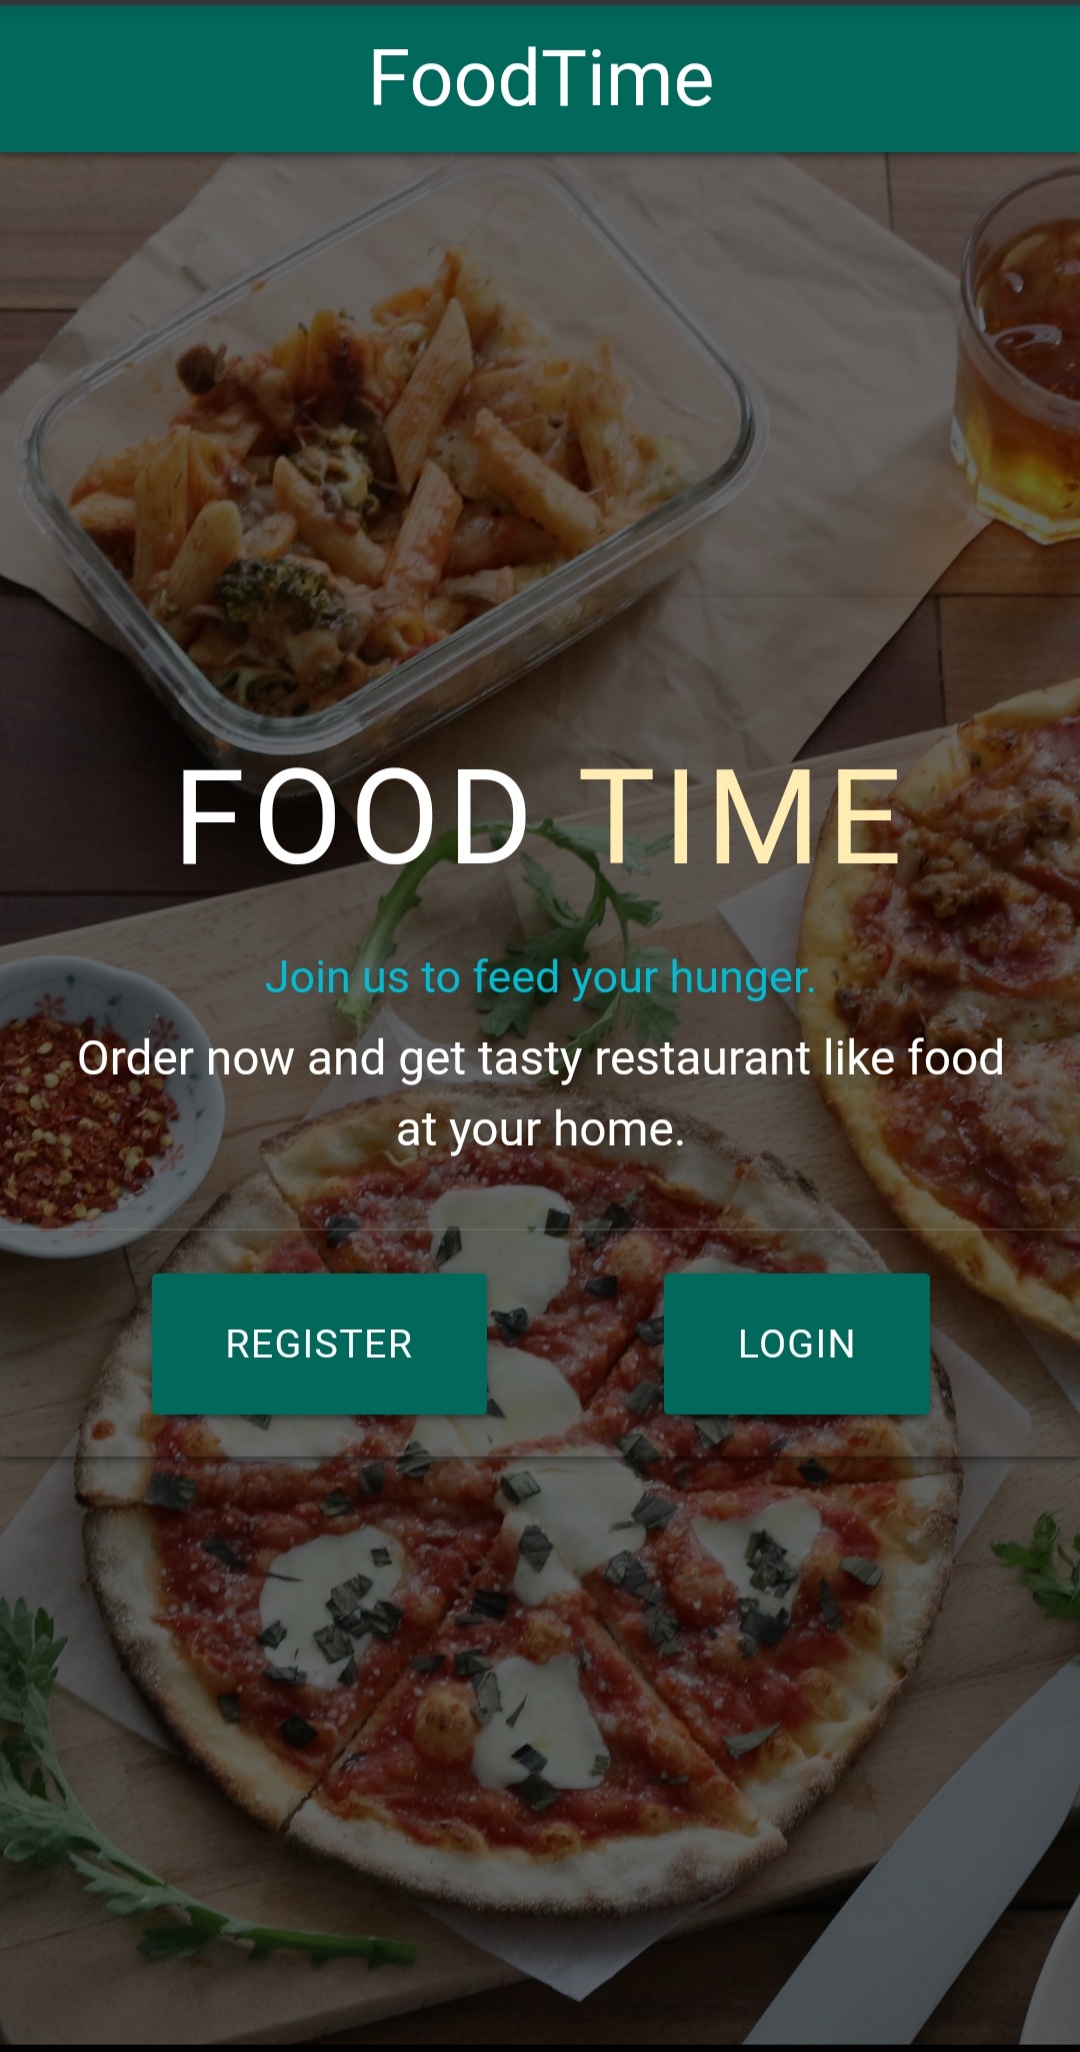 FoodTime
FOOD TIME
Join us to feed your hunger.
Order now and get tasty restaurant like food
at your home.
REGISTER LOGIN